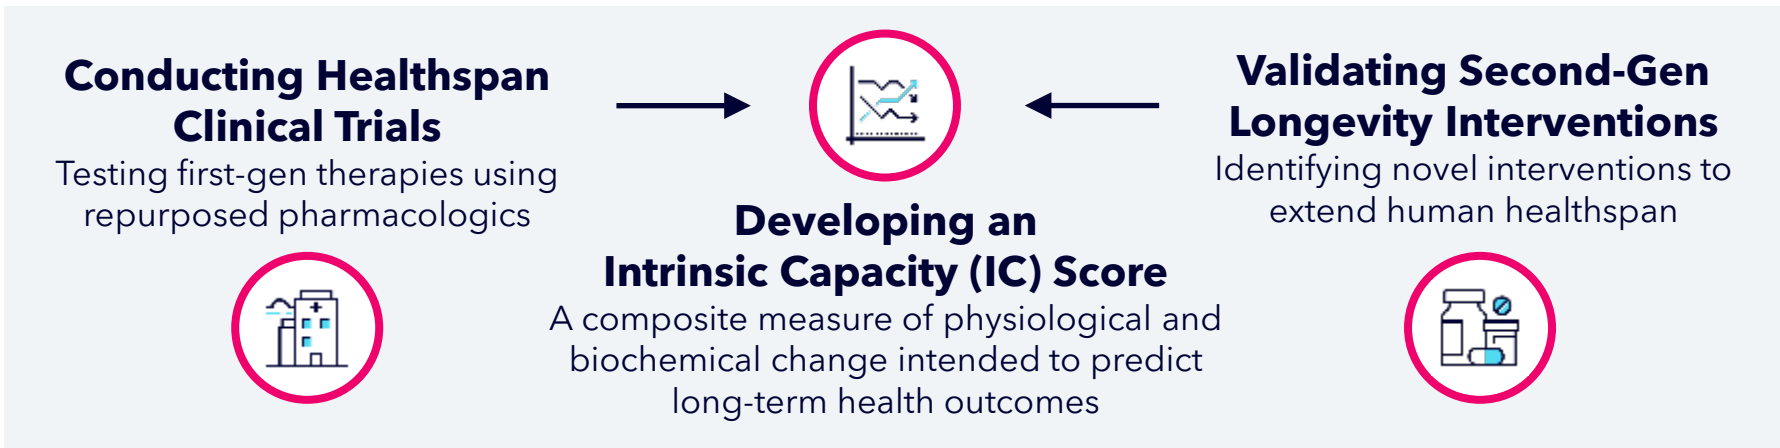 Conducting Healthspan
Clinical Trials
Testing first-gen therapies using
repurposed pharmacologics
Developing an
Intrinsic Capacity (IC) Score
A composite measure of physiological and
biochemical change intended to predict
long-term health outcomes
Validating Second-Gen
Longevity Interventions
Identifying novel interventions to
extend human healthspan